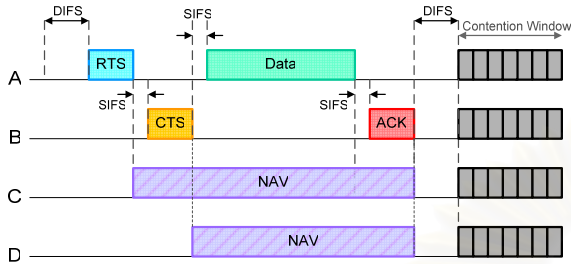 DIFS
SIFS
DIFS
Contention Window
A
RTS
Data
SIFS
SIFS
B
CTS
ACK
C
NAV
D
NAV